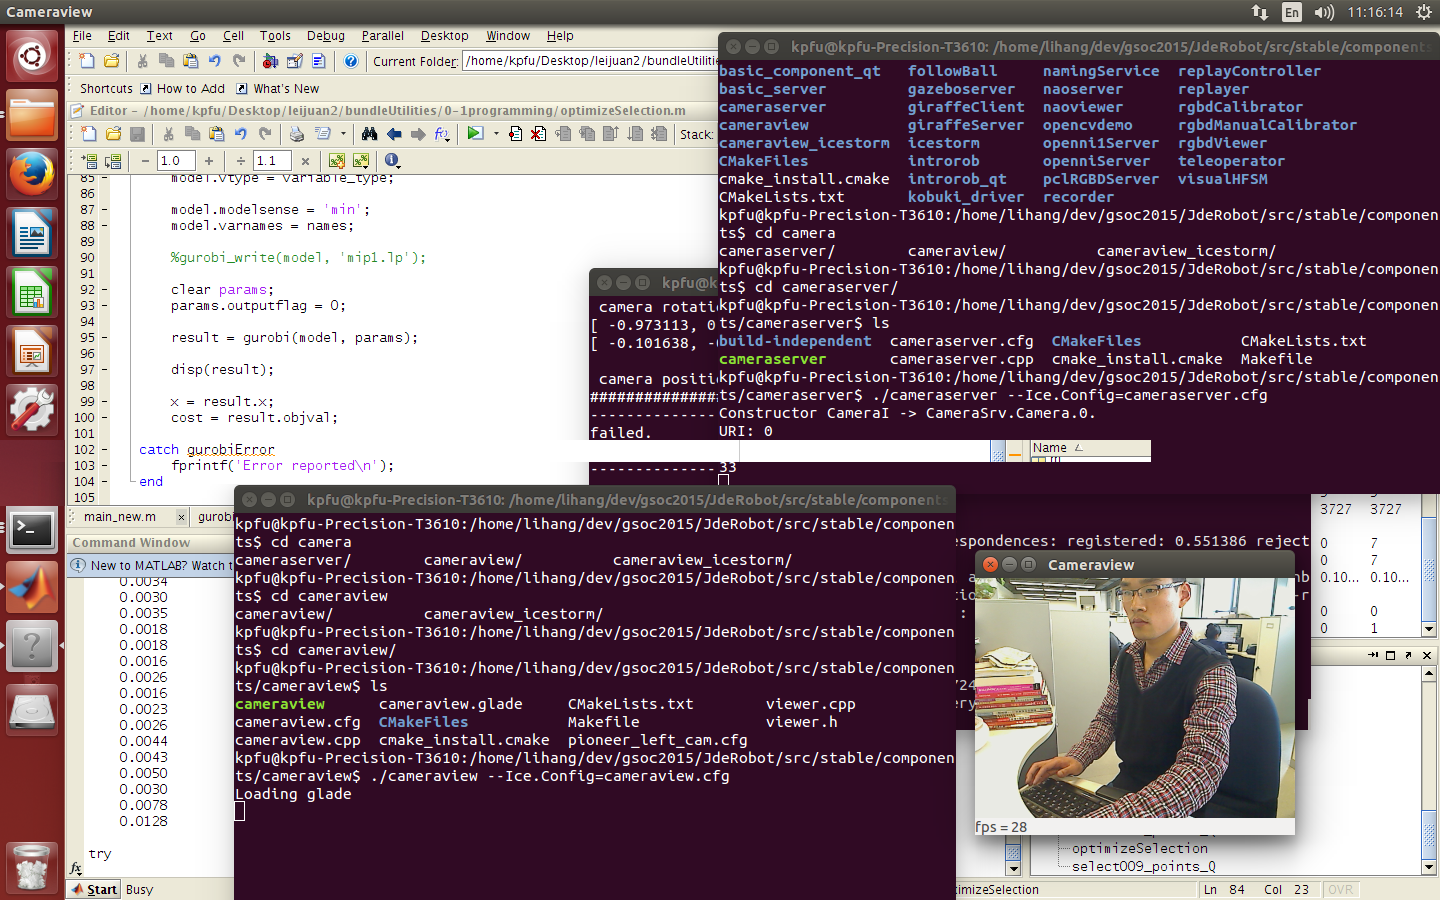 Cameraview
En
11:16:14
File Edit Text Go Cell Tools Debug Parallel Desktop Window Help
Current Folder: /home/kpfu/Desktop/leijuan2/bundleUtilities
Shortcuts How to Add What's New
Editor - /home/kpfu/Desktop/leijuan2/bundleUtilities/0-1programming/optimizeSelection.m
Stack:
1.0 + ÷ 1.1 ×
85 model.vtype = variable_type;
86
87 model.modelsense = 'min';
88 model.varnames = names;
89
90 %gurobi_write(model, 'mip1.lp');
91
92 clear params;
93 params.outputflag = 0;
94
95 result = gurobi(model, params);
96
97 disp(result);
98
99 x = result.x;
100 cost = result.objval;
101
102 catch gurobiError
103 fprintf('Error reported\n');
104 end
105
main_new.m × gurobi
Command Window
New to MATLAB? Watch t
0.0034
0.0030
0.0035
0.0018
0.0018
0.0016
0.0026
0.0016
0.0023
0.0026
0.0044
0.0043
0.0050
0.0030
0.0078
0.0128
try
fx
Start Busy
kpfu@kpfu-Precision-T3610: /home/lihang/dev/gsoc2015/JdeRobot/src/stable/components
basic_component_qt followBall namingService replayController
basic_server gazeboserver naoserver replayer
cameraserver giraffeClient naoviewer rgbdCalibrator
cameraview giraffeServer opencvdemo rgbdManualCalibrator
cameraview_icestorm icestorm openni1Server rgbdViewer
CMakeFiles introrob openniServer teleoperator
cmake_install.cmake introrob_qt pclRGBDServer visualHFSM
CMakeLists.txt kobuki_driver recorder
kpfu@kpfu-Precision-T3610:/home/lihang/dev/gsoc2015/JdeRobot/src/stable/componen
ts$ cd camera
cameraserver/ cameraview/ cameraview_icestorm/
kpfu@kpfu-Precision-T3610:/home/lihang/dev/gsoc2015/JdeRobot/src/stable/componen
ts$ cd cameraserver/
kpfu@kpfu-Precision-T3610:/home/lihang/dev/gsoc2015/JdeRobot/src/stable/componen
ts/cameraserver$ ls
build-independent cameraserver.cfg CMakeFiles CMakeLists.txt
cameraserver cameraserver.cpp cmake_install.cmake Makefile
kpfu@kpfu-Precision-T3610:/home/lihang/dev/gsoc2015/JdeRobot/src/stable/componen
ts/cameraserver$ ./cameraserver --Ice.Config=cameraserver.cfg
Constructor CameraI -> CameraSrv.Camera.0.
URI: 0
33
kpfu@k
camera rotati
[ -0.973113, 0
[ -0.101638, -
camera positi
##############
--------------
failed.
--------------
Name
kpfu@kpfu-Precision-T3610: /home/lihang/dev/gsoc2015/JdeRobot/src/stable/components
kpfu@kpfu-Precision-T3610:/home/lihang/dev/gsoc2015/JdeRobot/src/stable/componen
ts$ cd camera
cameraserver/ cameraview/ cameraview_icestorm/
kpfu@kpfu-Precision-T3610:/home/lihang/dev/gsoc2015/JdeRobot/src/stable/componen
ts$ cd cameraview
cameraview/ cameraview_icestorm/
kpfu@kpfu-Precision-T3610:/home/lihang/dev/gsoc2015/JdeRobot/src/stable/componen
ts$ cd cameraview/
kpfu@kpfu-Precision-T3610:/home/lihang/dev/gsoc2015/JdeRobot/src/stable/componen
ts/cameraview$ ls
cameraview cameraview.glade CMakeLists.txt viewer.cpp
cameraview.cfg CMakeFiles Makefile viewer.h
cameraview.cpp cmake_install.cmake pioneer_left_cam.cfg
kpfu@kpfu-Precision-T3610:/home/lihang/dev/gsoc2015/JdeRobot/src/stable/componen
ts/cameraview$ ./cameraview --Ice.Config=cameraview.cfg
Loading glade
3727 3727
espondences: registered: 0.551386 reject
0 7
0 7
0.10... 0.10...
0 0
0 1
Cameraview
fps = 28
optimizeSelection
select009_points_Q
timizeSelection
Ln 84 Col 23 OVR